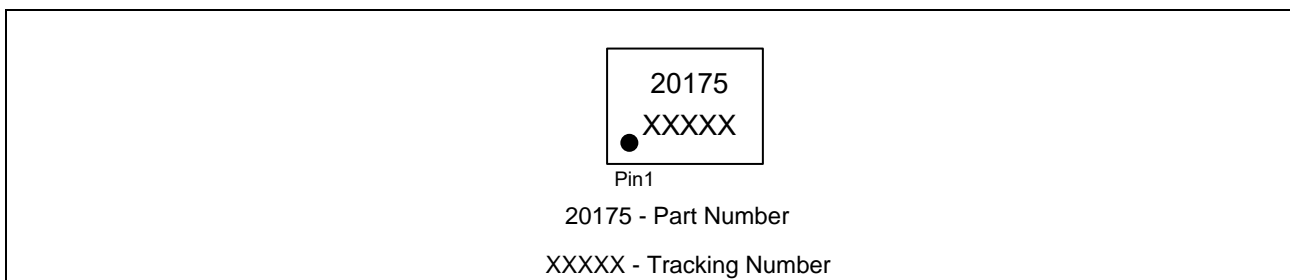 20175
XXXXX
Pin1
20175 - Part Number
XXXXX - Tracking Number